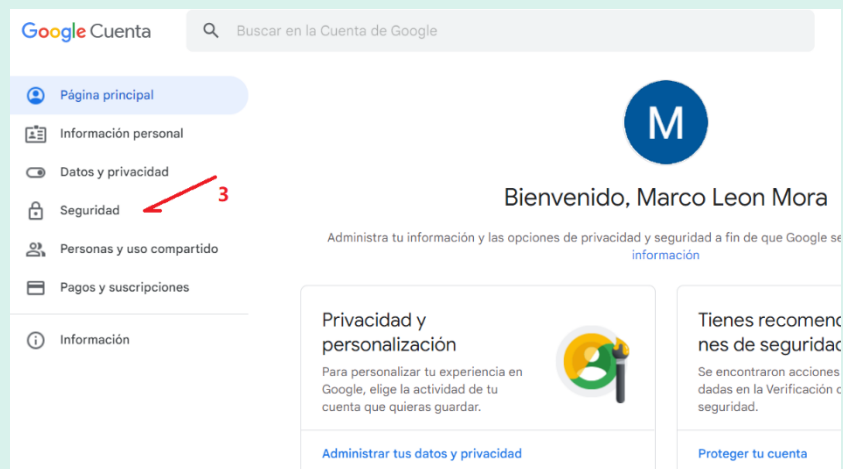 Google Cuenta
Buscar en la Cuenta de Google
Página principal
Información personal
Datos y privacidad
3
Seguridad
Personas y uso compartido
Pagos y suscripciones
Información
M
Bienvenido, Marco Leon Mora
Administra tu información y las opciones de privacidad y seguridad a fin de que Google se
información
Privacidad y
personalización
Para personalizar tu experiencia en
Google, elige la actividad de tu
cuenta que quieras guardar.
Administrar tus datos y privacidad
Tienes recomend
nes de seguridad
Se encontraron acciones
dadas en la Verificación
seguridad.
Proteger tu cuenta